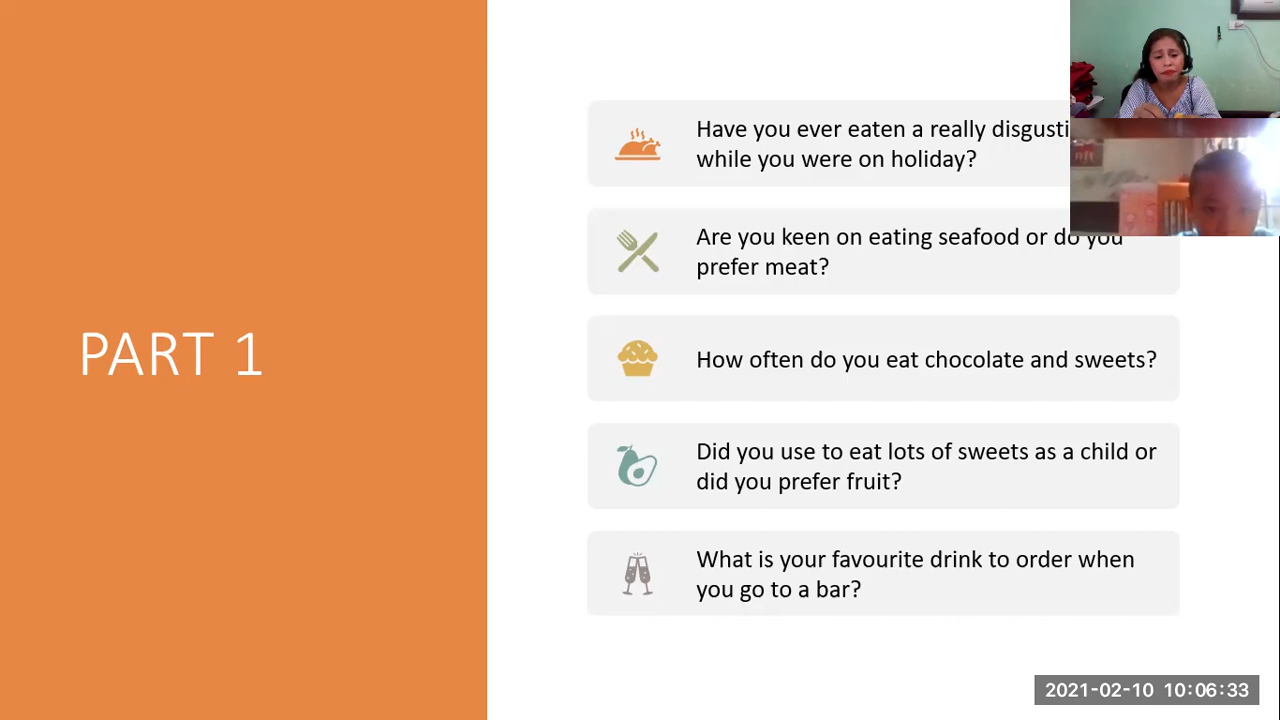 PART 1
Have you ever eaten a really
while you were on holiday?
Are you keen on eating seafood or do you
prefer meat?
How often do you eat chocolate and sweets?
Did you use to eat lots of sweets as a child or
did you prefer fruit?
What is your favourite drink to order when
you go to a bar?
2021-02-10 10:06:33